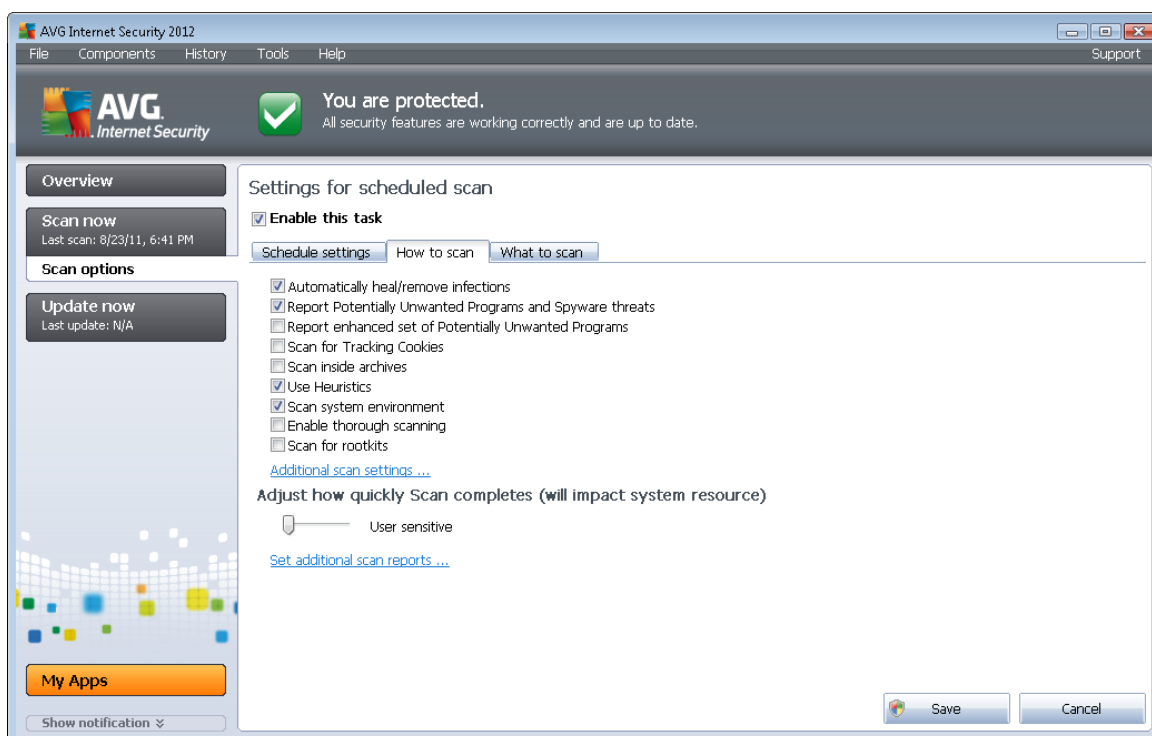 AVG Internet Security 2012
File Components History Tools Help Support
AVG.
Internet Security
You are protected.
All security features are working correctly and are up to date.
Overview
Scan now
Last scan: 8/23/11, 6:41 PM
Scan options
Update now
Last update: N/A
My Apps
Show notification
Settings for scheduled scan
Enable this task
Schedule settings How to scan What to scan
Automatically heal/remove infections
Report Potentially Unwanted Programs and Spyware threats
Report enhanced set of Potentially Unwanted Programs
Scan for Tracking Cookies
Scan inside archives
Use Heuristics
Scan system environment
Enable thorough scanning
Scan for rootkits
Additional scan settings ...
Adjust how quickly Scan completes (will impact system resource)
User sensitive
Set additional scan reports ...
Save Cancel